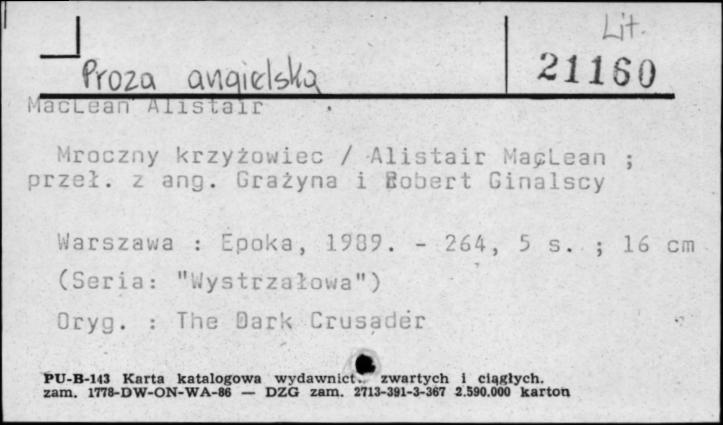 Lit.
Proza angielska 21160
MacLean Alistair
Mroczny krzyżowiec / Alistair MacLean ;
przeł. z ang. Grażyna i Robert Ginalscy
Warszawa : Epoka, 1989. - 264, 5 s. ; 16 cm
(Seria: "Wystrzałowa")
Oryg. : The Dark Crusader
PU-B-143 Karta katalogowa wydawnict. zwartych i ciągłych.
zam. 1778-DW-ON-WA-86 — DZG zam. 2713-391-3-367 2.590.000 karton